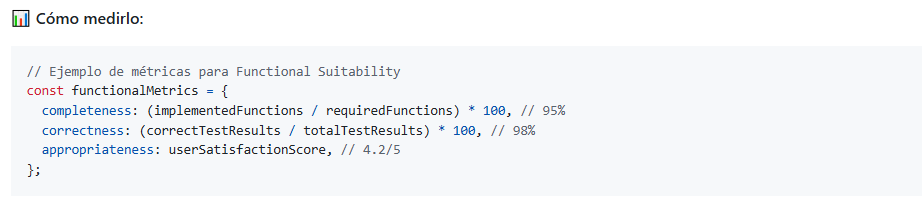 📊 Cómo medirlo:
// Ejemplo de métricas para Functional Suitability
const functionalMetrics = {
  completeness: (implementedFunctions / requiredFunctions) * 100, // 95%
  correctness: (correctTestResults / totalTestResults) * 100, // 98%
  appropriateness: userSatisfactionScore, // 4.2/5
};